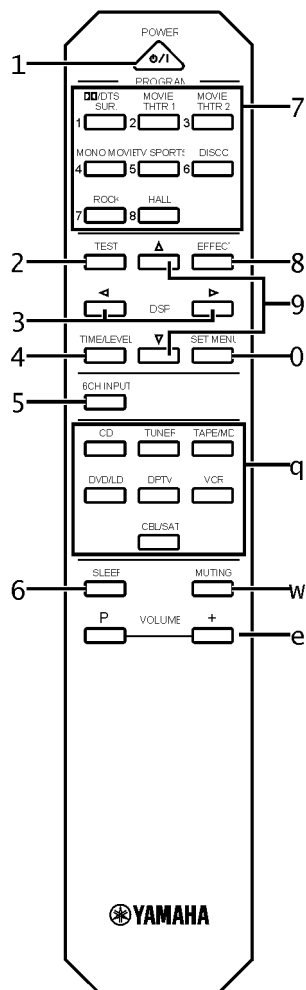 POWER
1
⏻/I
PROGRAM
7
DD/DTS SUR.
MOVIE THTR 1
MOVIE THTR 2
1 2 3
MONO MOVIE TV SPORTS DISCO
4 5 6
ROCK HALL
7 8
2 TEST △ EFFECT 8
9
◁ DSP ▷
3
4 TIME/LEVEL ▽ SET MENU 0
6CH INPUT
5
CD TUNER TAPE/MD
q
DVD/LD DPTV VCR
CBL/SAT
SLEEP MUTING
6 w
P VOLUME + e
YAMAHA